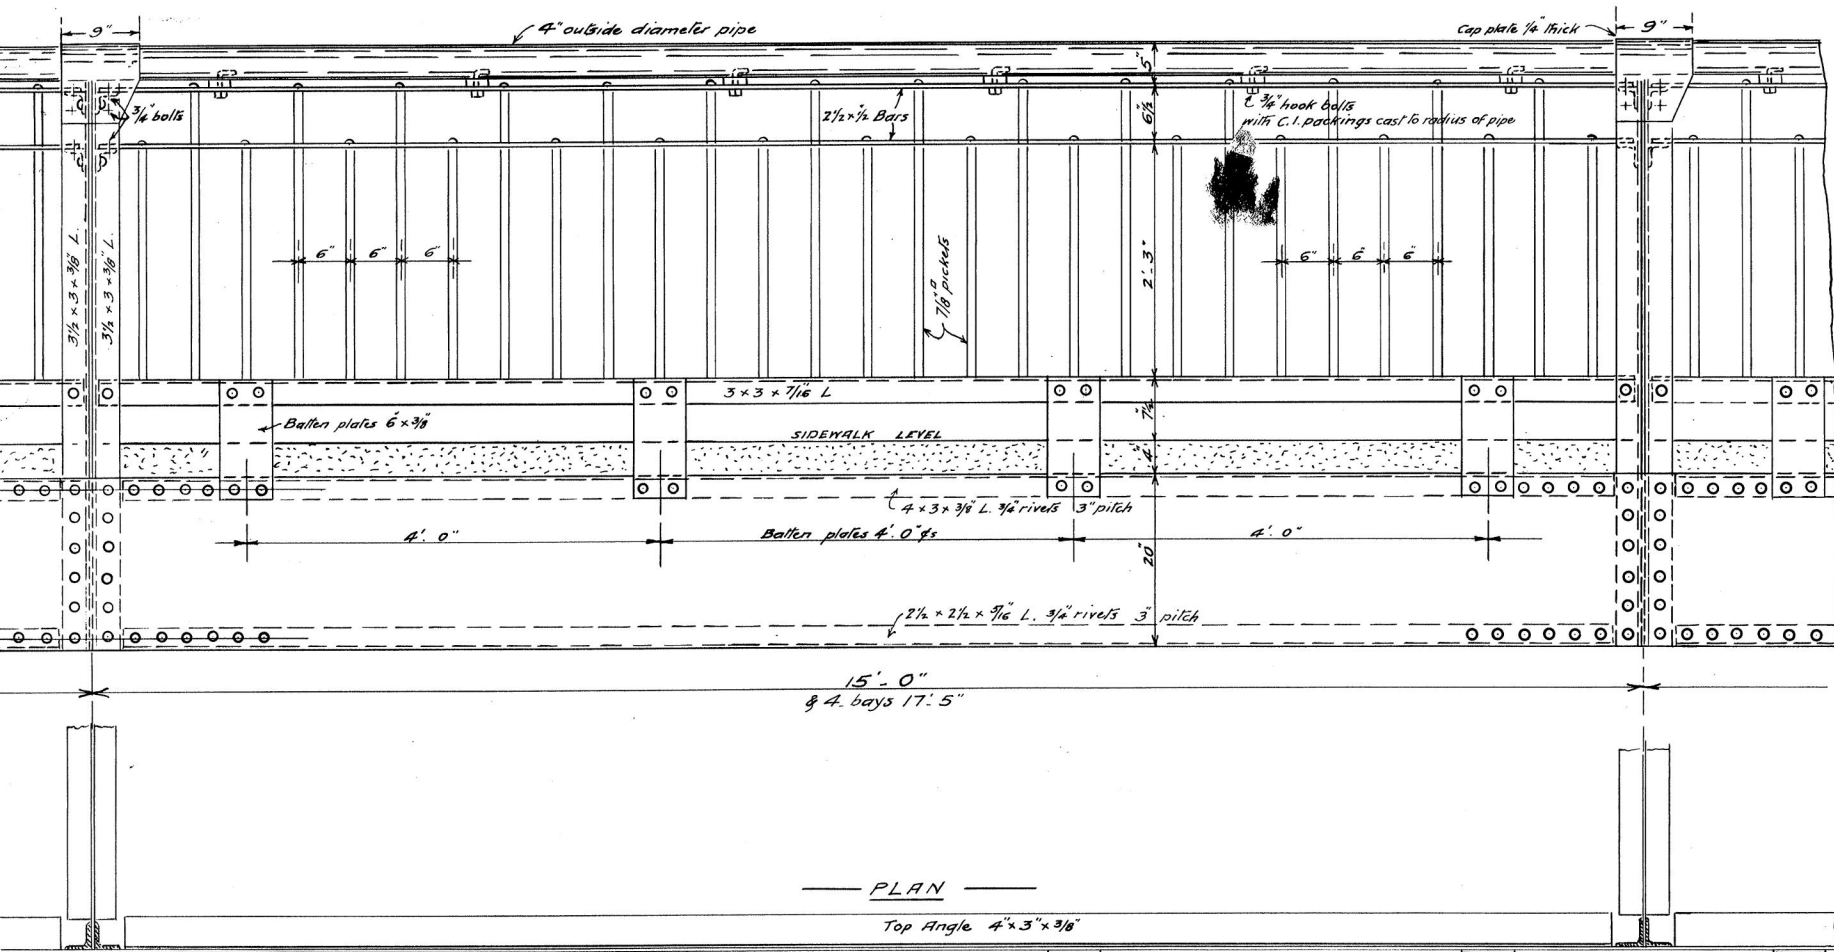 9"
4" outside diameter pipe
Cap plate 1/4" thick
9"
5"
3/4" bolts
2 1/2 x 1/2" Bars
6 1/2"
3/4" hook bolts
with C.I. packings cast to radius of pipe
3 1/2 x 3 x 3/8" L.
3 1/2 x 3 x 3/8" L.
6" 6" 6"
7/8" pickets
2'. 3"
6" 6" 6"
3 x 3 x 7/16 L
Batten plates 6" x 3/8"
SIDEWALK LEVEL
4"
4 x 3 x 3/8" L. 3/4" rivets 3" pitch
4'. 0"
Batten plates 4'. 0" ¢s
4'. 0"
20"
2 1/2 x 2 1/2 x 5/16" L. 3/4" rivets 3" pitch
15'- 0"
& 4 bays 17'- 5"
PLAN
Top Angle 4" x 3" x 3/8"